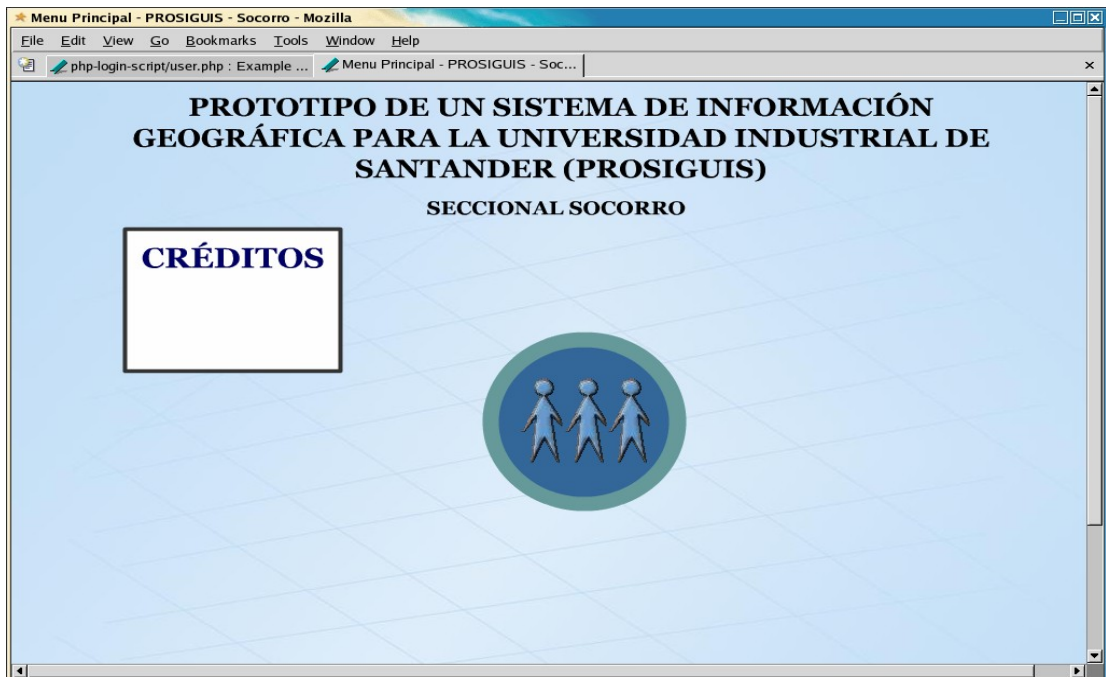 Menu Principal - PROSIGUIS - Socorro - Mozilla
File Edit View Go Bookmarks Tools Window Help
php-login-script/user.php : Example ... Menu Principal - PROSIGUIS - Soc...
PROTOTIPO DE UN SISTEMA DE INFORMACIÓN
GEOGRÁFICA PARA LA UNIVERSIDAD INDUSTRIAL DE
SANTANDER (PROSIGUIS)
SECCIONAL SOCORRO
CRÉDITOS